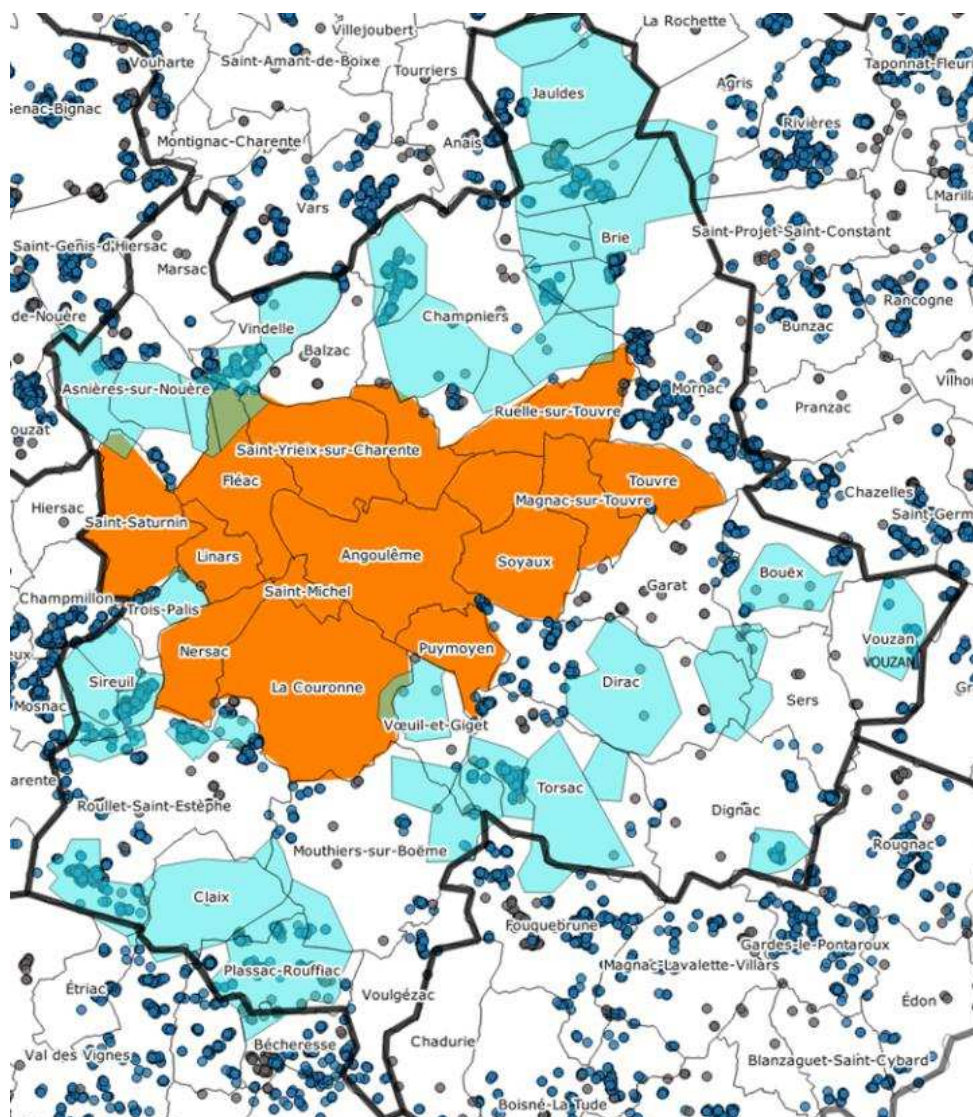 La Rochette
Villejoubert
Vouharte
Saint-Amant-de-Boixe
Taponnat-Fleuri
Tourriers
Agris
Jauldes
senac-Bignac
Rivières
Montignac-Charente
Anais
Marilla
Vars
Saint-Projet-Saint-Constant
Brie
Saint-Genis-d'Hiersac
Marsac
Rancogne
de-Nouère
Champniers
Bunzac
Vindelle
Balzac
Vilhon
Asnières-sur-Nouère
Mornac
Pranzac
Ruelle-sur-Touvre
ouzat
Saint-Yrieix-sur-Charente
Fléac
Touvre
Chazelles
Magnac-sur-Touvre
Hiersac
Saint-Germ
Saint-Saturnin
Linars
Angoulême
Soyaux
Bouëx
Garat
Saint-Michel
Champmillon
Trois-Palis
Vouzan
Puymoyen
Nersac
eux
VOUZAN
Sireuil
Dirac
La Couronne
Gr
Sers
Mosnac
Vœuil-et-Giget
arente
Torsac
Roullet-Saint-Estèphe
Dignac
Rougnac
Mouthiers-sur-Boëme
Claix
Fouquebrune
Gardes-le-Pontaroux
Magnac-Lavalette-Villars
Plassac-Rouffiac
Étriac
Voulgézac
Édon
Chadurie
Bécheresse
Val des Vignes
Blanzaguet-Saint-Cybard
Boisné-La Tude